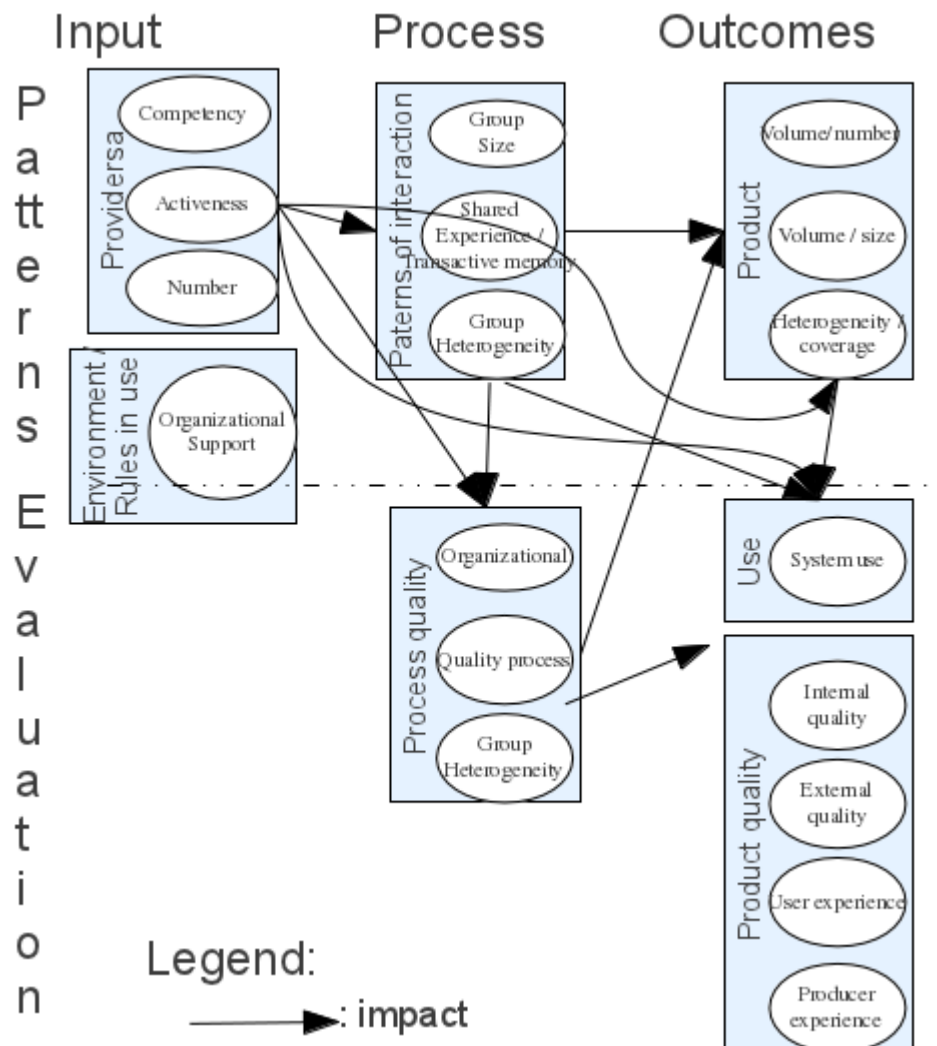 Input
Process
Outcomes
Patterns
Evaluation
Providersa
Competency
Activeness
Number
Environment /
Rules in use
Organizational
Support
Paterns of interaction
Group
Size
Shared
Experience /
Transactive memory
Group
Heterogeneity
Product
Volume/number
Volume / size
Heterogeneity /
coverage
Process quality
Organizational
Quality process
Group
Heterogeneity
Use
System use
Product quality
Internal
quality
External
quality
User experience
Producer
experience
Legend:
: impact